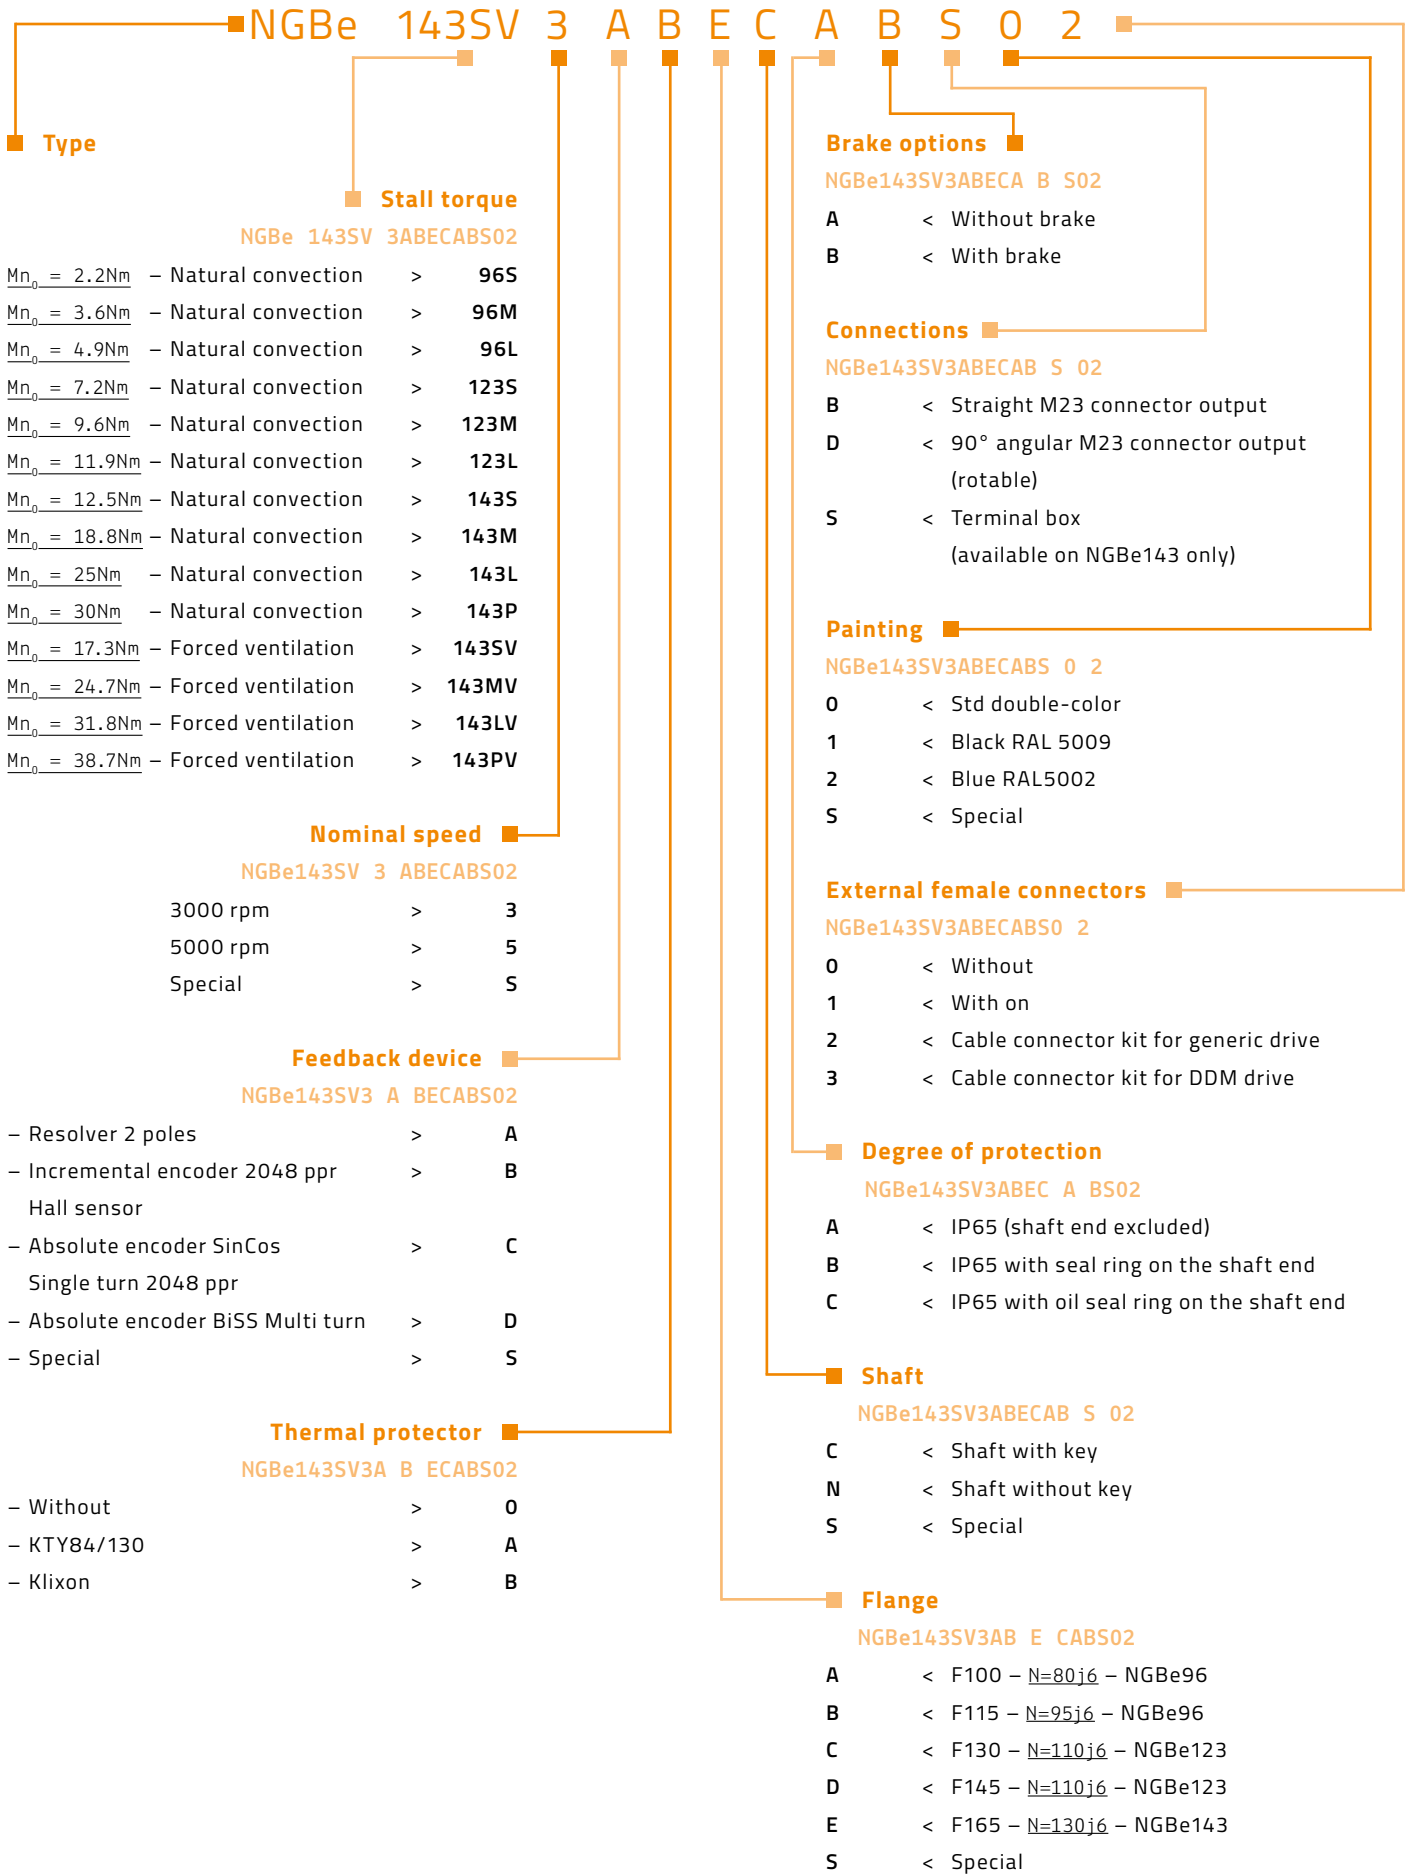 NGBe 143SV 3 A B E C A B S 0 2
Type
Stall torque
NGBe 143SV 3ABECABS02
Mn0 = 2.2Nm – Natural convection > 96S
Mn0 = 3.6Nm – Natural convection > 96M
Mn0 = 4.9Nm – Natural convection > 96L
Mn0 = 7.2Nm – Natural convection > 123S
Mn0 = 9.6Nm – Natural convection > 123M
Mn0 = 11.9Nm – Natural convection > 123L
Mn0 = 12.5Nm – Natural convection > 143S
Mn0 = 18.8Nm – Natural convection > 143M
Mn0 = 25Nm – Natural convection > 143L
Mn0 = 30Nm – Natural convection > 143P
Mn0 = 17.3Nm – Forced ventilation > 143SV
Mn0 = 24.7Nm – Forced ventilation > 143MV
Mn0 = 31.8Nm – Forced ventilation > 143LV
Mn0 = 38.7Nm – Forced ventilation > 143PV
Nominal speed
NGBe143SV 3 ABECABS02
3000 rpm > 3
5000 rpm > 5
Special > S
Feedback device
NGBe143SV3 A BECABS02
– Resolver 2 poles > A
– Incremental encoder 2048 ppr > B
Hall sensor
– Absolute encoder SinCos > C
Single turn 2048 ppr
– Absolute encoder BiSS Multi turn > D
– Special > S
Thermal protector
NGBe143SV3A B ECABS02
– Without > 0
– KTY84/130 > A
– Klixon > B
Brake options
NGBe143SV3ABECA B S02
A < Without brake
B < With brake
Connections
NGBe143SV3ABECAB S 02
B < Straight M23 connector output
D < 90° angular M23 connector output
(rotable)
S < Terminal box
(available on NGBe143 only)
Painting
NGBe143SV3ABECABS 0 2
0 < Std double-color
1 < Black RAL 5009
2 < Blue RAL5002
S < Special
External female connectors
NGBe143SV3ABECABS0 2
0 < Without
1 < With on
2 < Cable connector kit for generic drive
3 < Cable connector kit for DDM drive
Degree of protection
NGBe143SV3ABEC A BS02
A < IP65 (shaft end excluded)
B < IP65 with seal ring on the shaft end
C < IP65 with oil seal ring on the shaft end
Shaft
NGBe143SV3ABECAB S 02
C < Shaft with key
N < Shaft without key
S < Special
Flange
NGBe143SV3AB E CABS02
A < F100 – N=80j6 – NGBe96
B < F115 – N=95j6 – NGBe96
C < F130 – N=110j6 – NGBe123
D < F145 – N=110j6 – NGBe123
E < F165 – N=130j6 – NGBe143
S < Special